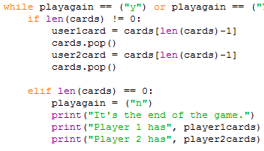 while playagain == ("y") or playagain == ("
if len(cards) != 0:
user1card = cards[len(cards)-1]
cards.pop()
user2card = cards[len(cards)-1]
cards.pop()
elif len(cards) == 0:
playagain = ("n")
print("It's the end of the game.")
print("Player 1 has", player1cards)
print("Player 2 has", player2cards)